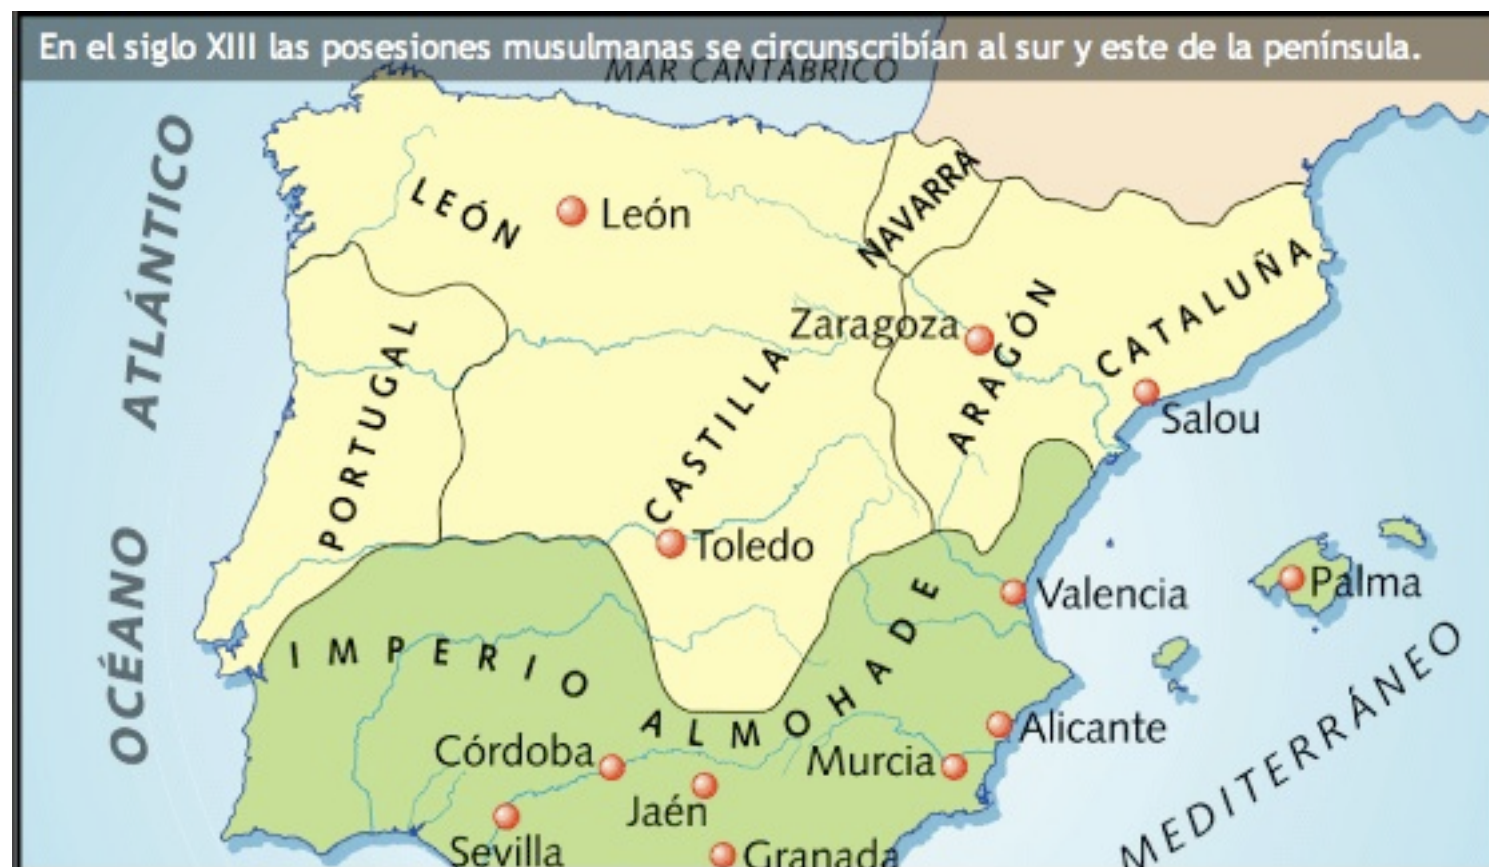 En el siglo XIII las posesiones musulmanas se circunscribían al sur y este de la península.
MAR CANTÁBRICO
OCÉANO ATLÁNTICO
LEÓN
León
NAVARRA
Zaragoza
ARAGÓN
CATALUÑA
Salou
PORTUGAL
CASTILLA
Toledo
Valencia
Palma
IMPERIO ALMOHADE
Alicante
Córdoba
Murcia
Jaén
Sevilla
Granada
MEDITERRÁNEO